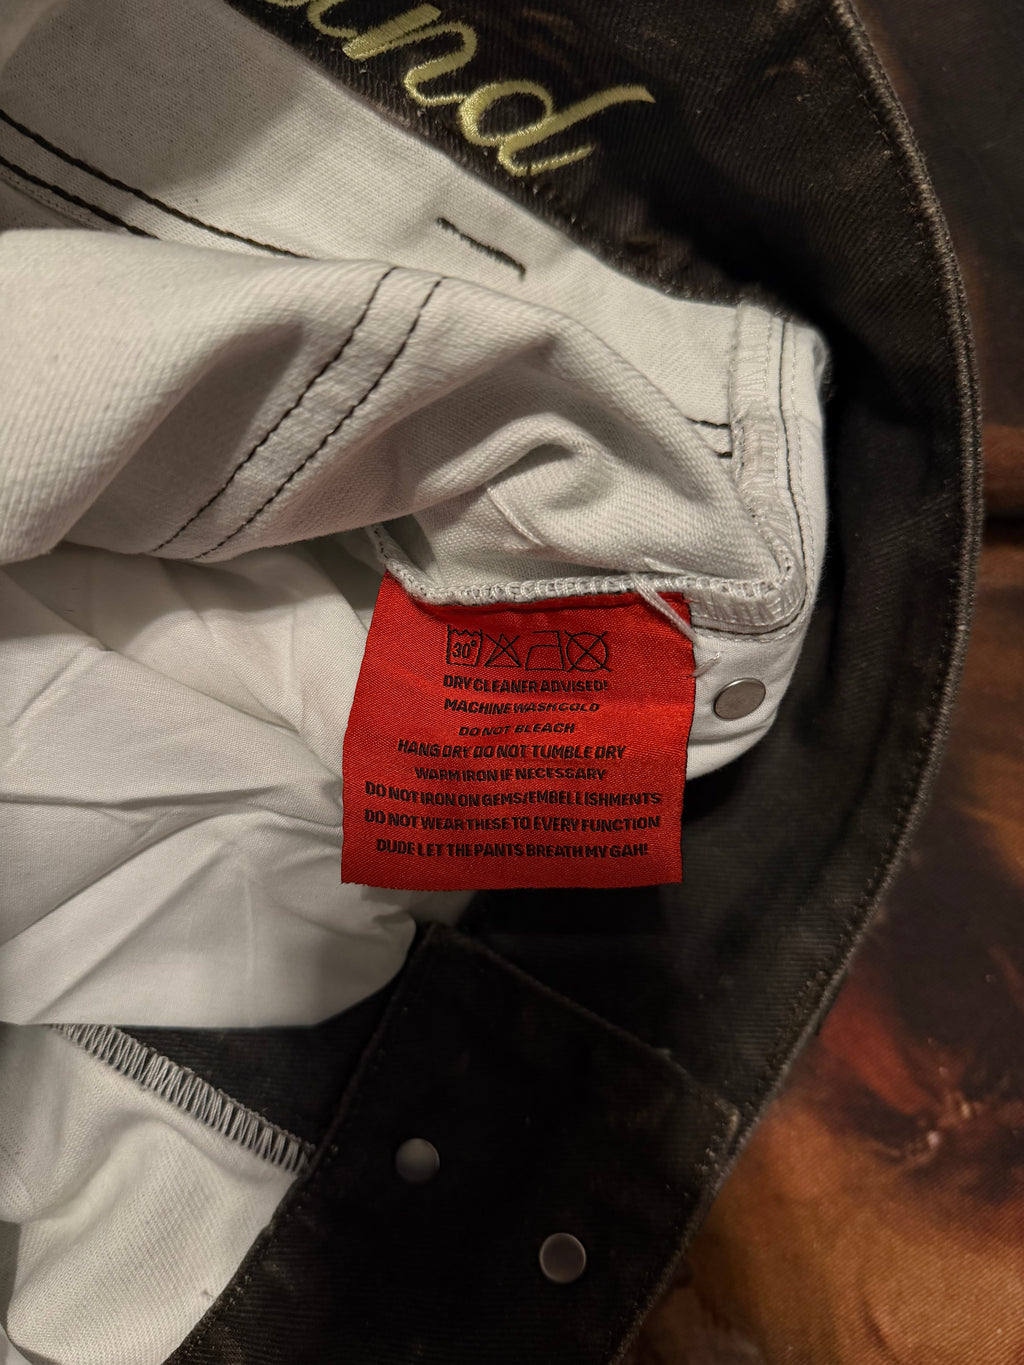 and
30°
DRY CLEANER ADVISED!
MACHINE WASH COLD
DO NOT BLEACH
HANG DRY DO NOT TUMBLE DRY
WARM IRON IF NECESSARY
DO NOT IRON ON GEMS/EMBELLISHMENTS
DO NOT WEAR THESE TO EVERY FUNCTION
DUDE LET THE PANTS BREATH MY GAH!